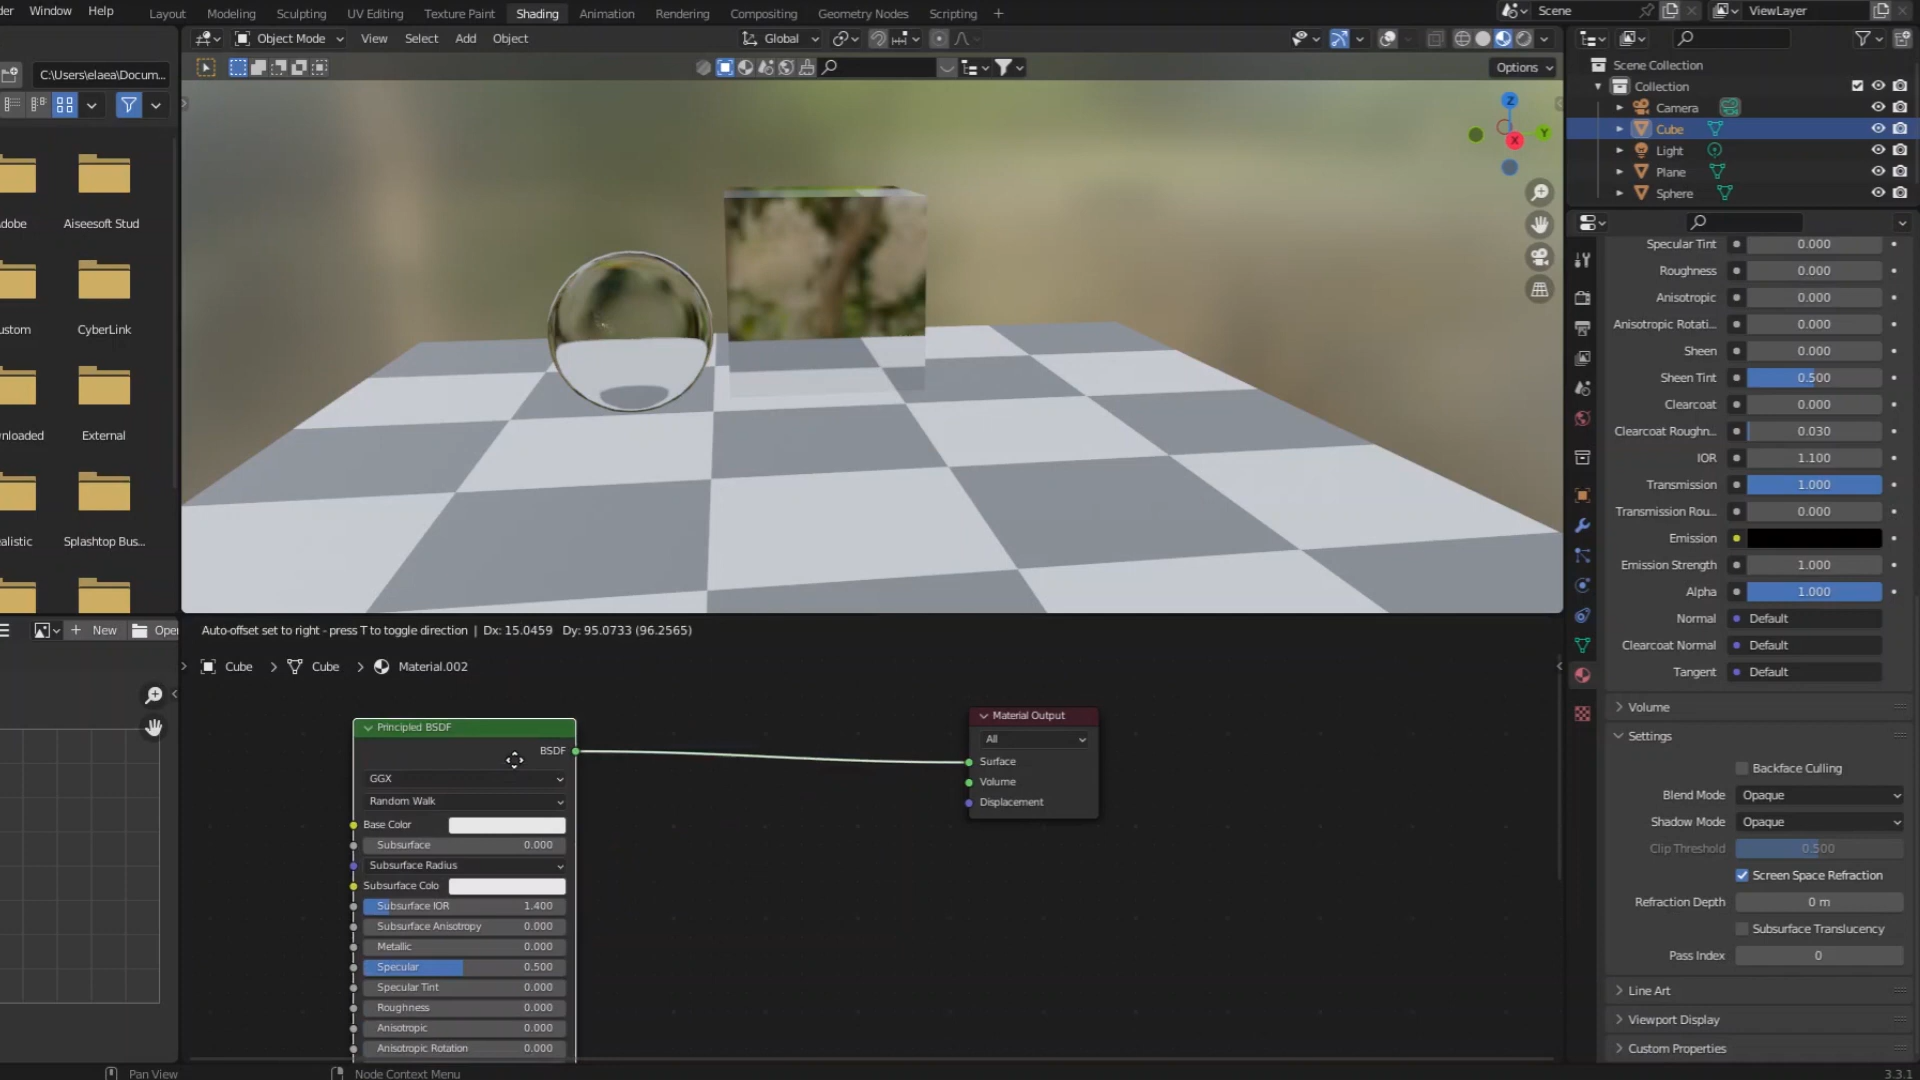 der Window Help Layout Modeling Sculpting UV Editing Texture Paint Shading Animation Rendering Compositing Geometry Nodes Scripting + Scene ViewLayer
C:\Users\elaea\Docum... Object Mode View Select Add Object Global
Options
Scene Collection
Collection
Camera
Cube
Light
Plane
Sphere
Z
Y
X
dobe Aiseesoft Stud
ustom CyberLink
wnloaded External
alistic Splashtop Bus...
Specular Tint 0.000
Roughness 0.000
Anisotropic 0.000
Anisotropic Rotati... 0.000
Sheen 0.000
Sheen Tint 0.500
Clearcoat 0.000
Clearcoat Roughn... 0.030
IOR 1.100
Transmission 1.000
Transmission Rou... 0.000
Emission
Emission Strength 1.000
Alpha 1.000
Normal Default
Clearcoat Normal Default
Tangent Default
Volume
Settings
Backface Culling
Blend Mode Opaque
Shadow Mode Opaque
Clip Threshold 0.500
Screen Space Refraction
Refraction Depth 0 m
Subsurface Translucency
Pass Index 0
Line Art
Viewport Display
Custom Properties
+ New Oper
Auto-offset set to right - press T to toggle direction | Dx: 15.0459 Dy: 95.0733 (96.2565)
Cube > Cube > Material.002
Principled BSDF
BSDF
GGX
Random Walk
Base Color
Subsurface 0.000
Subsurface Radius
Subsurface Colo
Subsurface IOR 1.400
Subsurface Anisotropy 0.000
Metallic 0.000
Specular 0.500
Specular Tint 0.000
Roughness 0.000
Anisotropic 0.000
Anisotropic Rotation 0.000
Material Output
All
Surface
Volume
Displacement
Pan View Node Context Menu 3.3.1